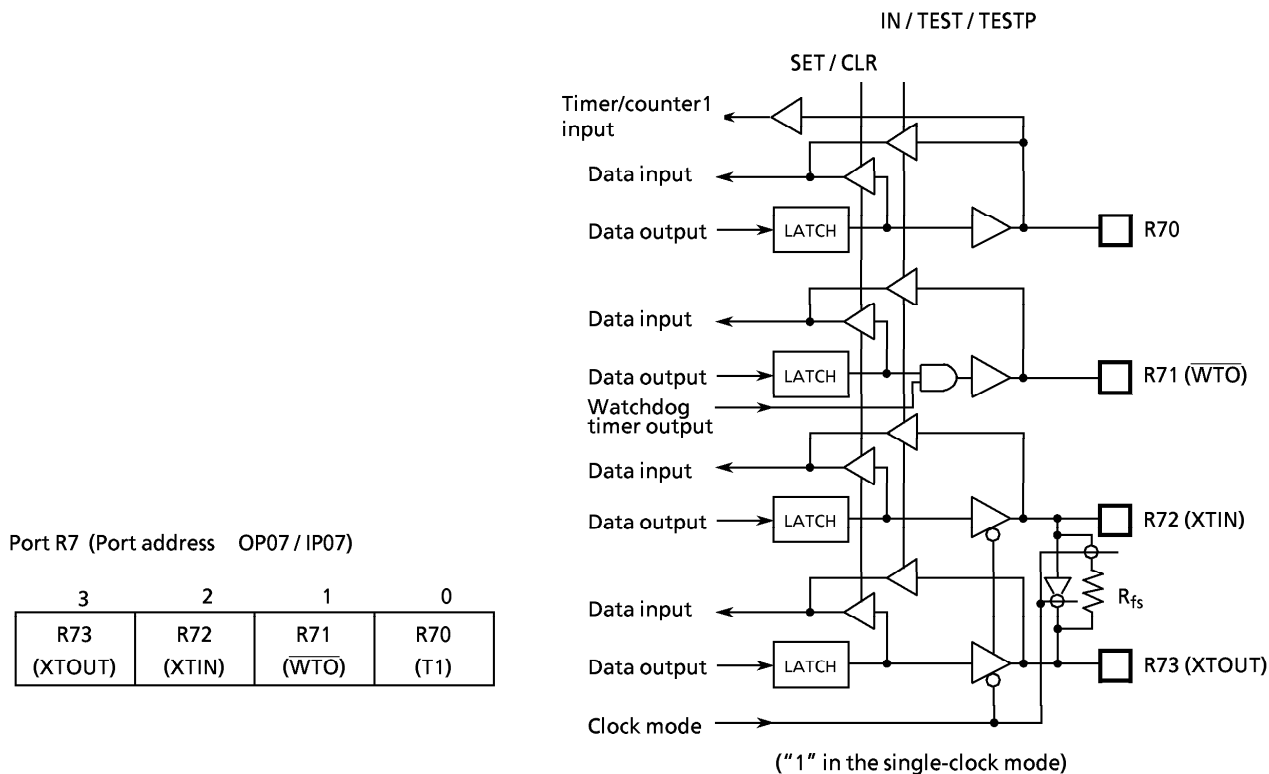 IN / TEST / TESTP
SET / CLR
Timer/counter1
input
Data input
Data output
LATCH
R70
Data input
Data output
LATCH
R71 (W̅T̅O̅)
Watchdog
timer output
Data input
Data output
LATCH
R72 (XTIN)
Rfs
Data input
Data output
LATCH
R73 (XTOUT)
Clock mode
("1" in the single-clock mode)
Port R7 (Port address OP07 / IP07)
3 2 1 0
R73 R72 R71 R70
(XTOUT) (XTIN) (W̅T̅O̅) (T1)